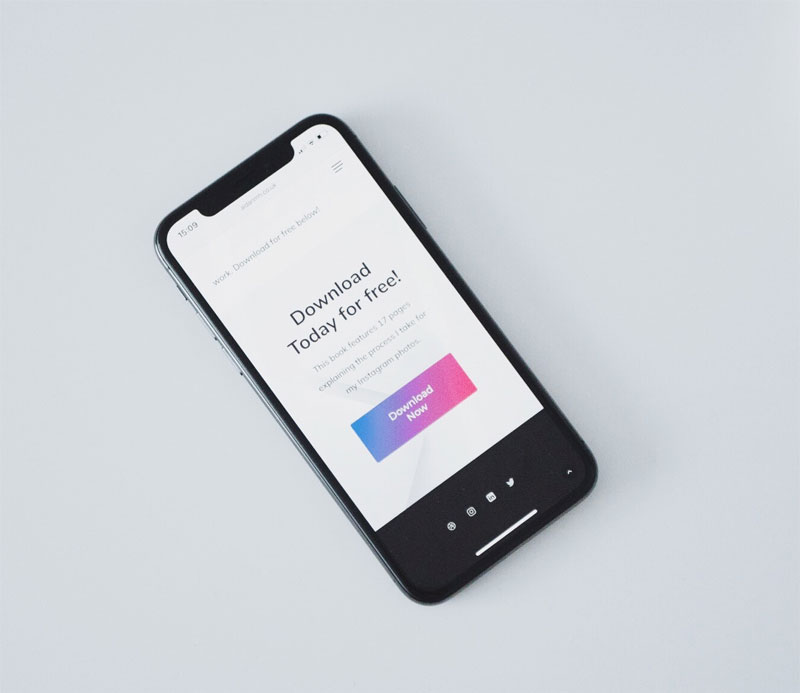 15:09
work. Download for free below!
Download
Today for free!
This book features 17 pages
explaining the process I take for
my Instagram photos.
Download
Now